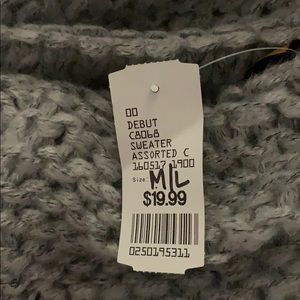 00
DEBUT
C8068
SWEATER
ASSORTED C
160517 1900
Size: M/L
$19.99
0250195311